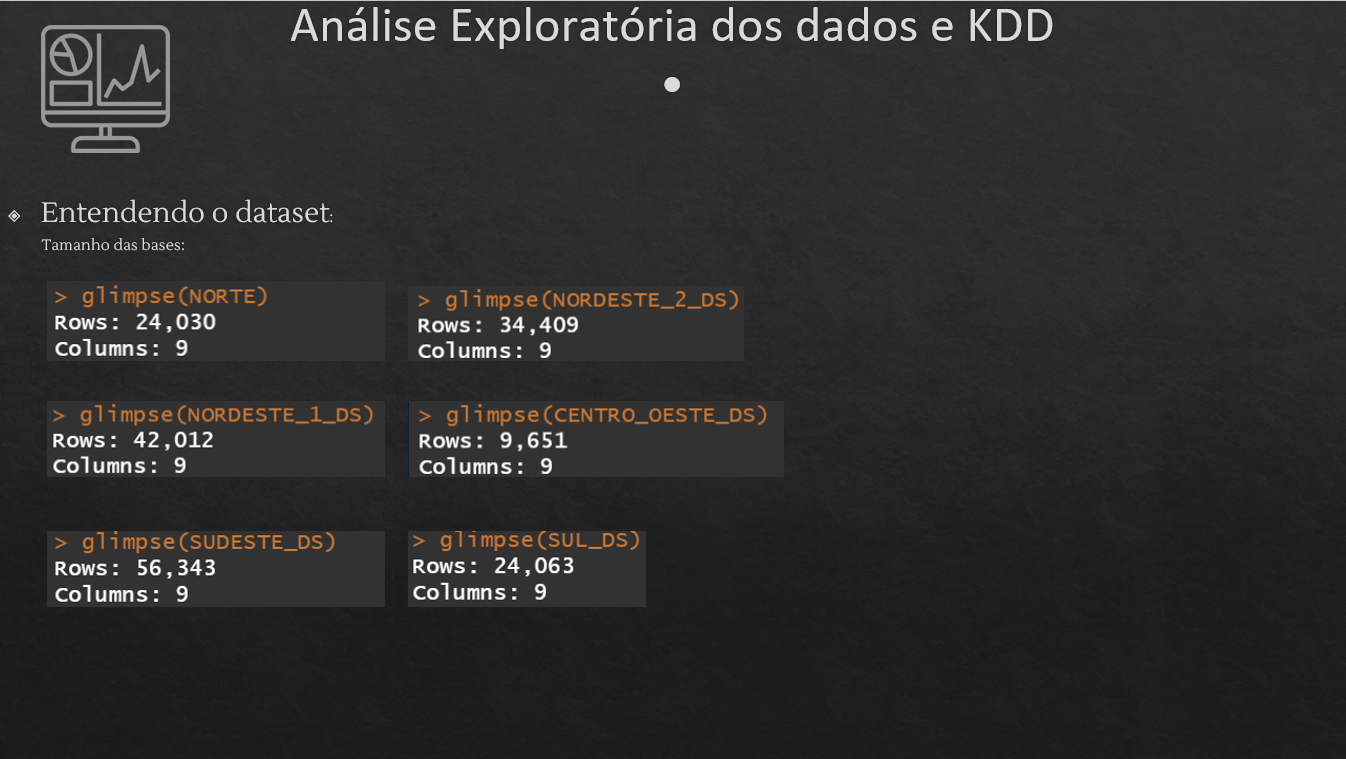 Análise Exploratória dos dados e KDD
Entendendo o dataset:
Tamanho das bases:
> glimpse(NORTE)
Rows: 24,030
Columns: 9
> glimpse(NORDESTE_2_DS)
Rows: 34,409
Columns: 9
> glimpse(NORDESTE_1_DS)
Rows: 42,012
Columns: 9
> glimpse(CENTRO_OESTE_DS)
Rows: 9,651
Columns: 9
> glimpse(SUDESTE_DS)
Rows: 56,343
Columns: 9
> glimpse(SUL_DS)
Rows: 24,063
Columns: 9